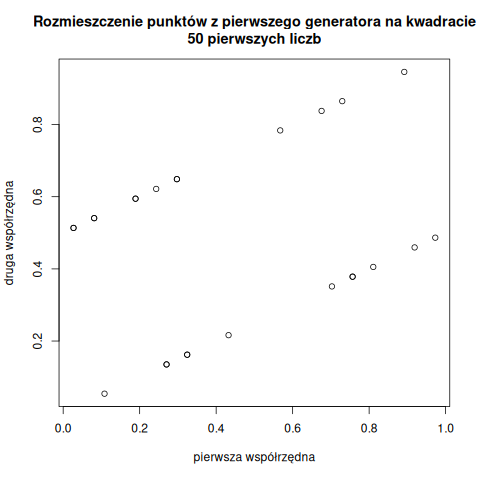 Rozmieszczenie punktów z pierwszego generatora na kwadracie
50 pierwszych liczb
druga współrzędna
0.8
0.6
0.4
0.2
0.0 0.2 0.4 0.6 0.8 1.0
pierwsza współrzędna